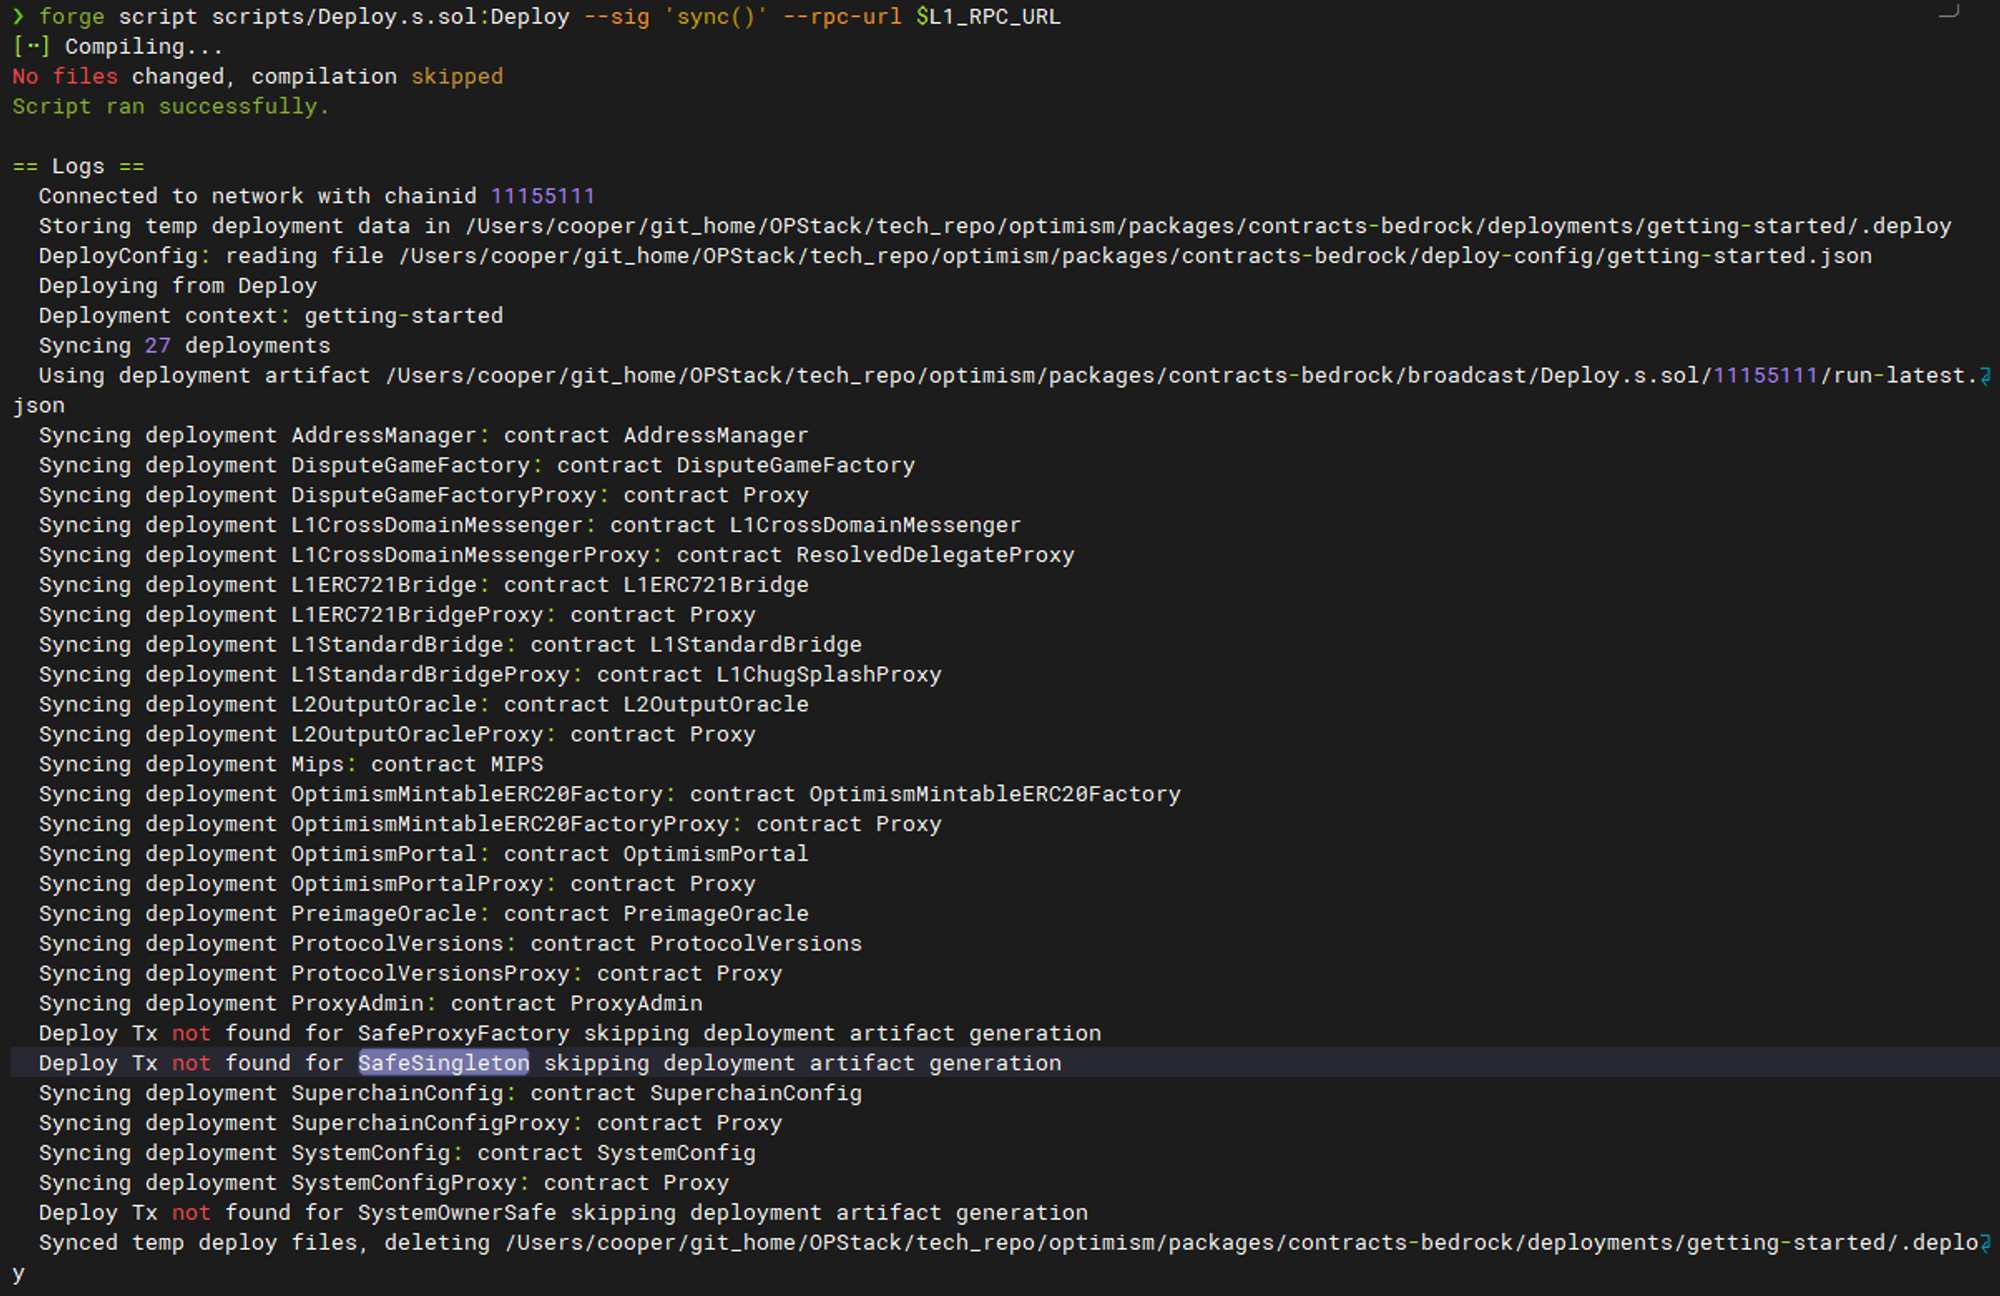 ❯ forge script scripts/Deploy.s.sol:Deploy --sig 'sync()' --rpc-url $L1_RPC_URL
[⠒] Compiling...
No files changed, compilation skipped
Script ran successfully.
== Logs ==
Connected to network with chainid 11155111
Storing temp deployment data in /Users/cooper/git_home/OPStack/tech_repo/optimism/packages/contracts-bedrock/deployments/getting-started/.deploy
DeployConfig: reading file /Users/cooper/git_home/OPStack/tech_repo/optimism/packages/contracts-bedrock/deploy-config/getting-started.json
Deploying from Deploy
Deployment context: getting-started
Syncing 27 deployments
Using deployment artifact /Users/cooper/git_home/OPStack/tech_repo/optimism/packages/contracts-bedrock/broadcast/Deploy.s.sol/11155111/run-latest.
json
Syncing deployment AddressManager: contract AddressManager
Syncing deployment DisputeGameFactory: contract DisputeGameFactory
Syncing deployment DisputeGameFactoryProxy: contract Proxy
Syncing deployment L1CrossDomainMessenger: contract L1CrossDomainMessenger
Syncing deployment L1CrossDomainMessengerProxy: contract ResolvedDelegateProxy
Syncing deployment L1ERC721Bridge: contract L1ERC721Bridge
Syncing deployment L1ERC721BridgeProxy: contract Proxy
Syncing deployment L1StandardBridge: contract L1StandardBridge
Syncing deployment L1StandardBridgeProxy: contract L1ChugSplashProxy
Syncing deployment L2OutputOracle: contract L2OutputOracle
Syncing deployment L2OutputOracleProxy: contract Proxy
Syncing deployment Mips: contract MIPS
Syncing deployment OptimismMintableERC20Factory: contract OptimismMintableERC20Factory
Syncing deployment OptimismMintableERC20FactoryProxy: contract Proxy
Syncing deployment OptimismPortal: contract OptimismPortal
Syncing deployment OptimismPortalProxy: contract Proxy
Syncing deployment PreimageOracle: contract PreimageOracle
Syncing deployment ProtocolVersions: contract ProtocolVersions
Syncing deployment ProtocolVersionsProxy: contract Proxy
Syncing deployment ProxyAdmin: contract ProxyAdmin
Deploy Tx not found for SafeProxyFactory skipping deployment artifact generation
Deploy Tx not found for SafeSingleton skipping deployment artifact generation
Syncing deployment SuperchainConfig: contract SuperchainConfig
Syncing deployment SuperchainConfigProxy: contract Proxy
Syncing deployment SystemConfig: contract SystemConfig
Syncing deployment SystemConfigProxy: contract Proxy
Deploy Tx not found for SystemOwnerSafe skipping deployment artifact generation
Synced temp deploy files, deleting /Users/cooper/git_home/OPStack/tech_repo/optimism/packages/contracts-bedrock/deployments/getting-started/.deplo
y